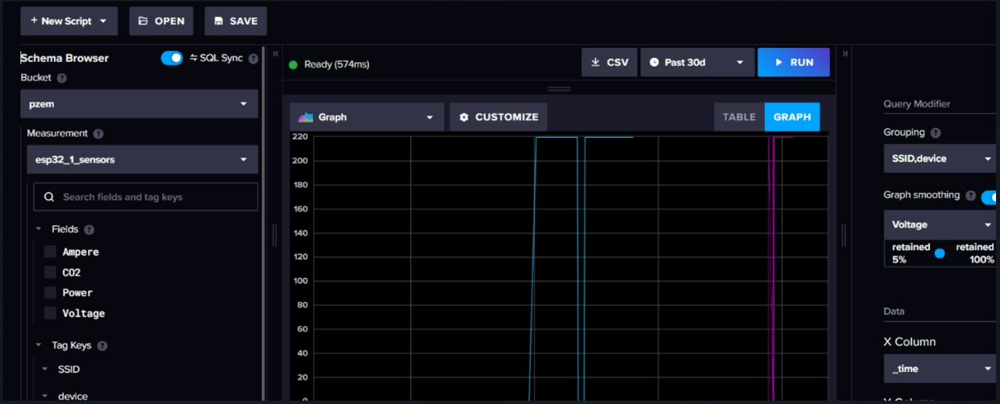 + New Script
OPEN
SAVE
Schema Browser
SQL Sync ?
Bucket ?
pzem
Measurement ?
esp32_1_sensors
Search fields and tag keys
Fields ?
Ampere
CO2
Power
Voltage
Tag Keys ?
SSID
device
Ready (574ms)
CSV
Past 30d
RUN
Graph
CUSTOMIZE
TABLE
GRAPH
220
200
180
160
140
120
100
80
60
40
20
0
Query Modifier
Grouping ?
SSID,device
Graph smoothing ?
Voltage
retained retained
5% 100%
Data
X Column
_time